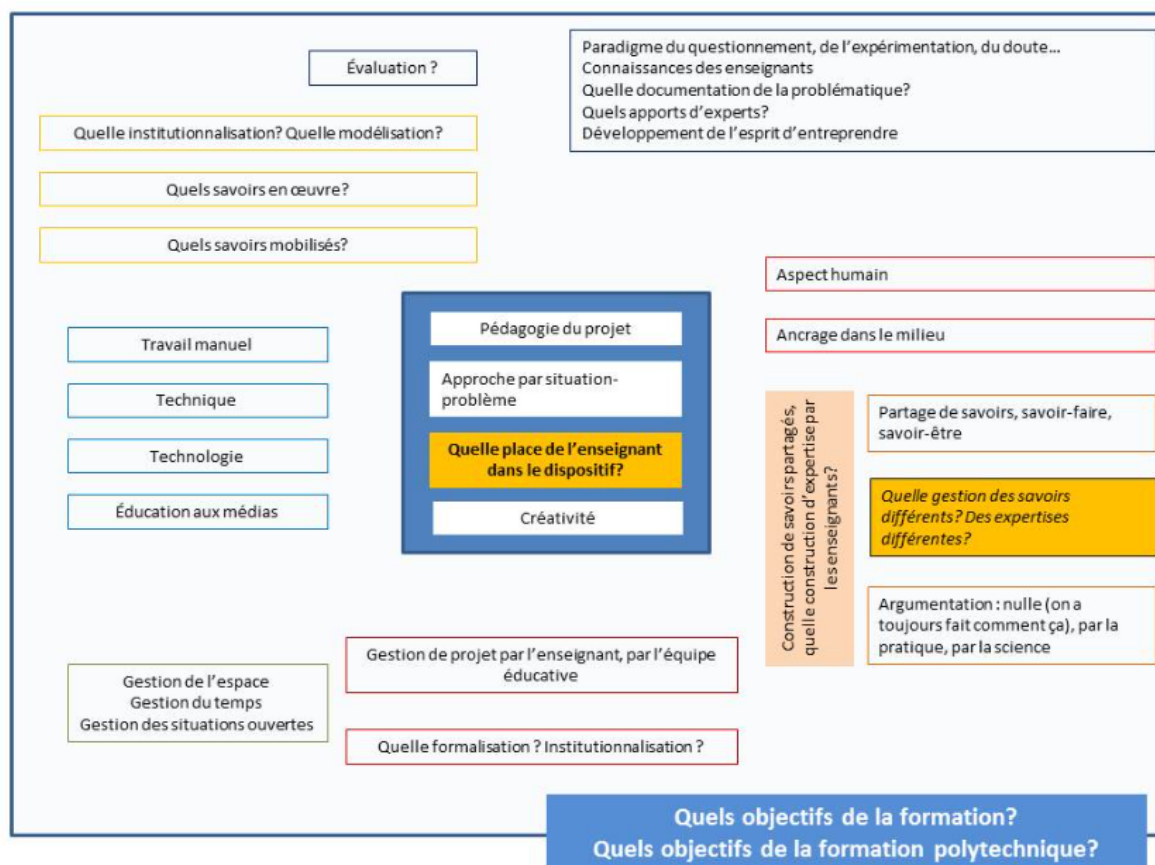 Évaluation ?
Paradigme du questionnement, de l’expérimentation, du doute…
Connaissances des enseignants
Quelle documentation de la problématique?
Quels apports d’experts?
Développement de l’esprit d’entreprendre
Quelle institutionnalisation? Quelle modélisation?
Quels savoirs en œuvre?
Quels savoirs mobilisés?
Aspect humain
Ancrage dans le milieu
Travail manuel
Technique
Technologie
Éducation aux médias
Pédagogie du projet
Approche par situation-
problème
Quelle place de l’enseignant
dans le dispositif?
Créativité
Construction de savoirs partagés,
quelle construction d’expertise par
les enseignants?
Partage de savoirs, savoir-faire,
savoir-être
Quelle gestion des savoirs
différents? Des expertises
différentes?
Argumentation : nulle (on a
toujours fait comment ça), par la
pratique, par la science
Gestion de l’espace
Gestion du temps
Gestion des situations ouvertes
Gestion de projet par l’enseignant, par l’équipe
éducative
Quelle formalisation ? Institutionnalisation ?
Quels objectifs de la formation?
Quels objectifs de la formation polytechnique?